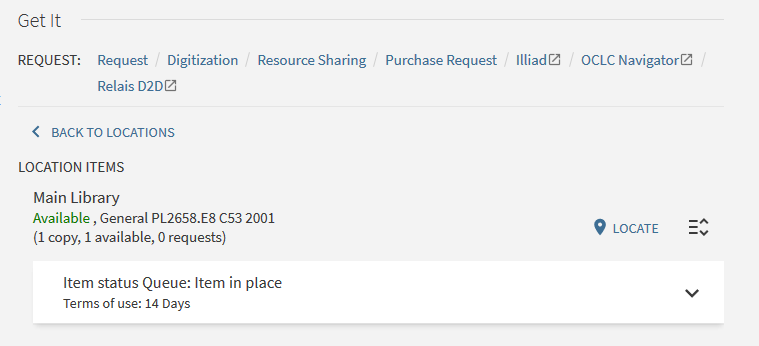 Get It
REQUEST: Request / Digitization / Resource Sharing / Purchase Request / Illiad / OCLC Navigator /
Relais D2D
BACK TO LOCATIONS
LOCATION ITEMS
Main Library
Available , General PL2658.E8 C53 2001
(1 copy, 1 available, 0 requests)
LOCATE
Item status Queue: Item in place
Terms of use: 14 Days